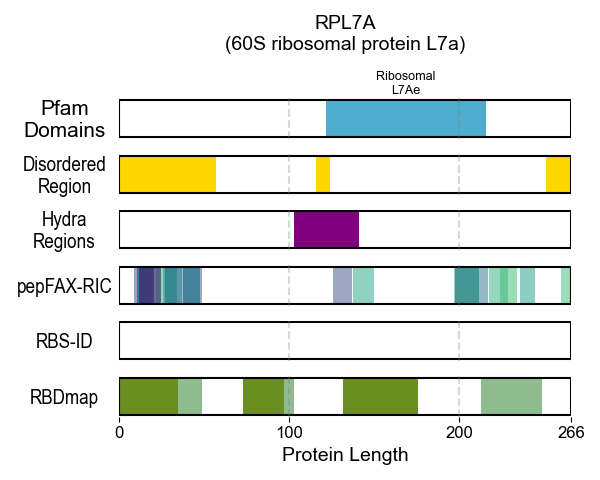 RPL7A
(60S ribosomal protein L7a)
Ribosomal
L7Ae
Pfam
Domains
Disordered
Region
Hydra
Regions
pepFAX-RIC
RBS-ID
RBDmap
0
100
200
266
Protein Length